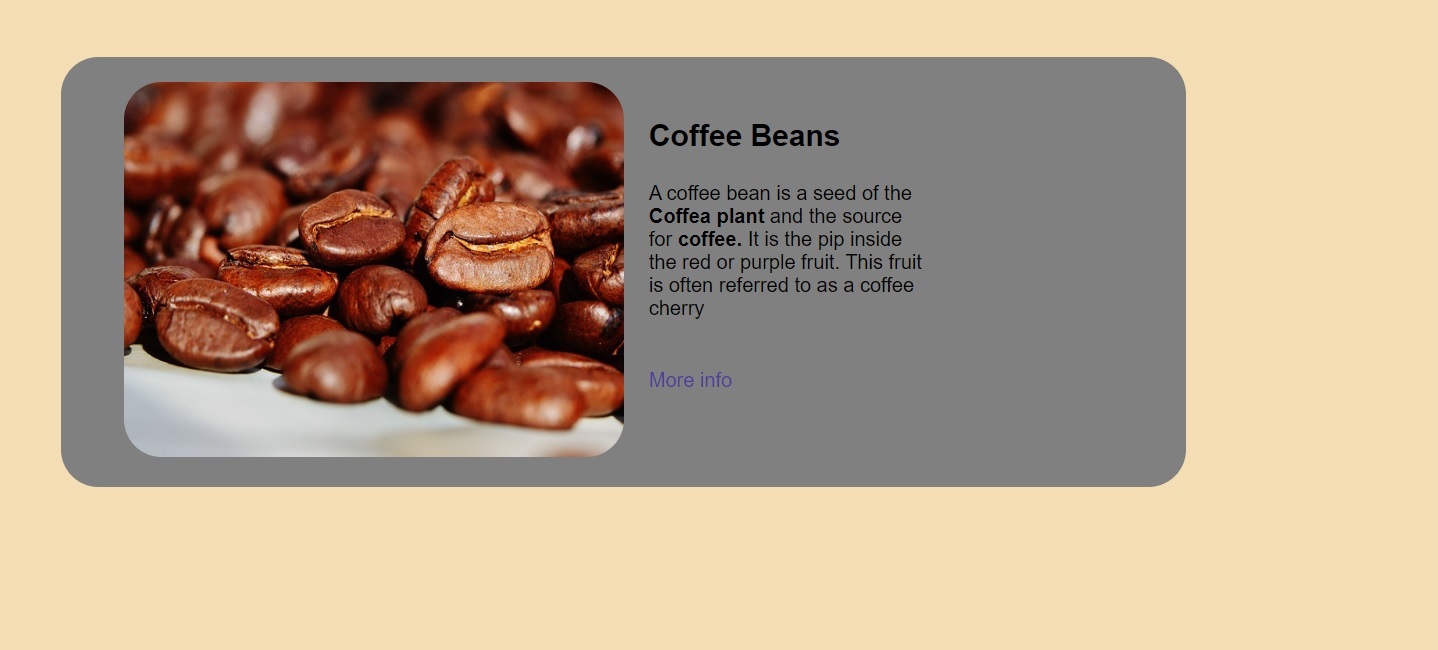 Coffee Beans
A coffee bean is a seed of the
Coffea plant and the source
for coffee. It is the pip inside
the red or purple fruit. This fruit
is often referred to as a coffee
cherry
More info